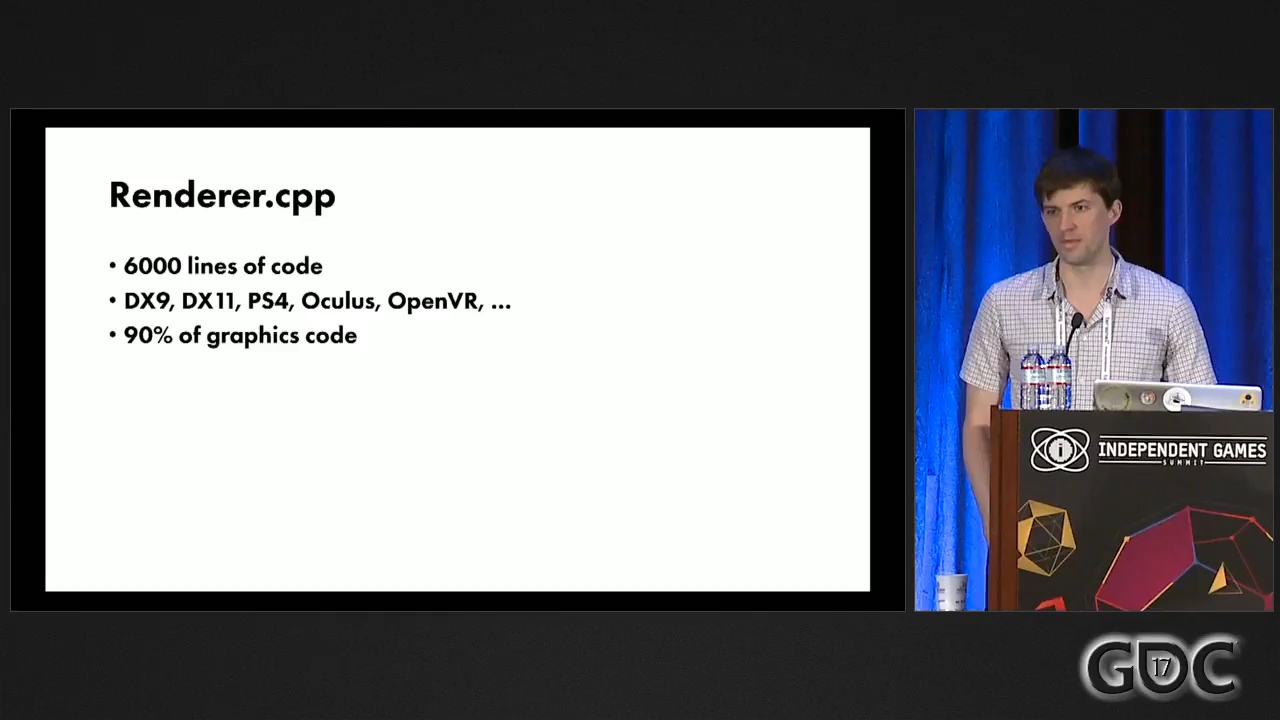 Renderer.cpp
• 6000 lines of code
• DX9, DX11, PS4, Oculus, OpenVR, ...
• 90% of graphics code
INDEPENDENT GAMES
SUMMIT
GDC
17